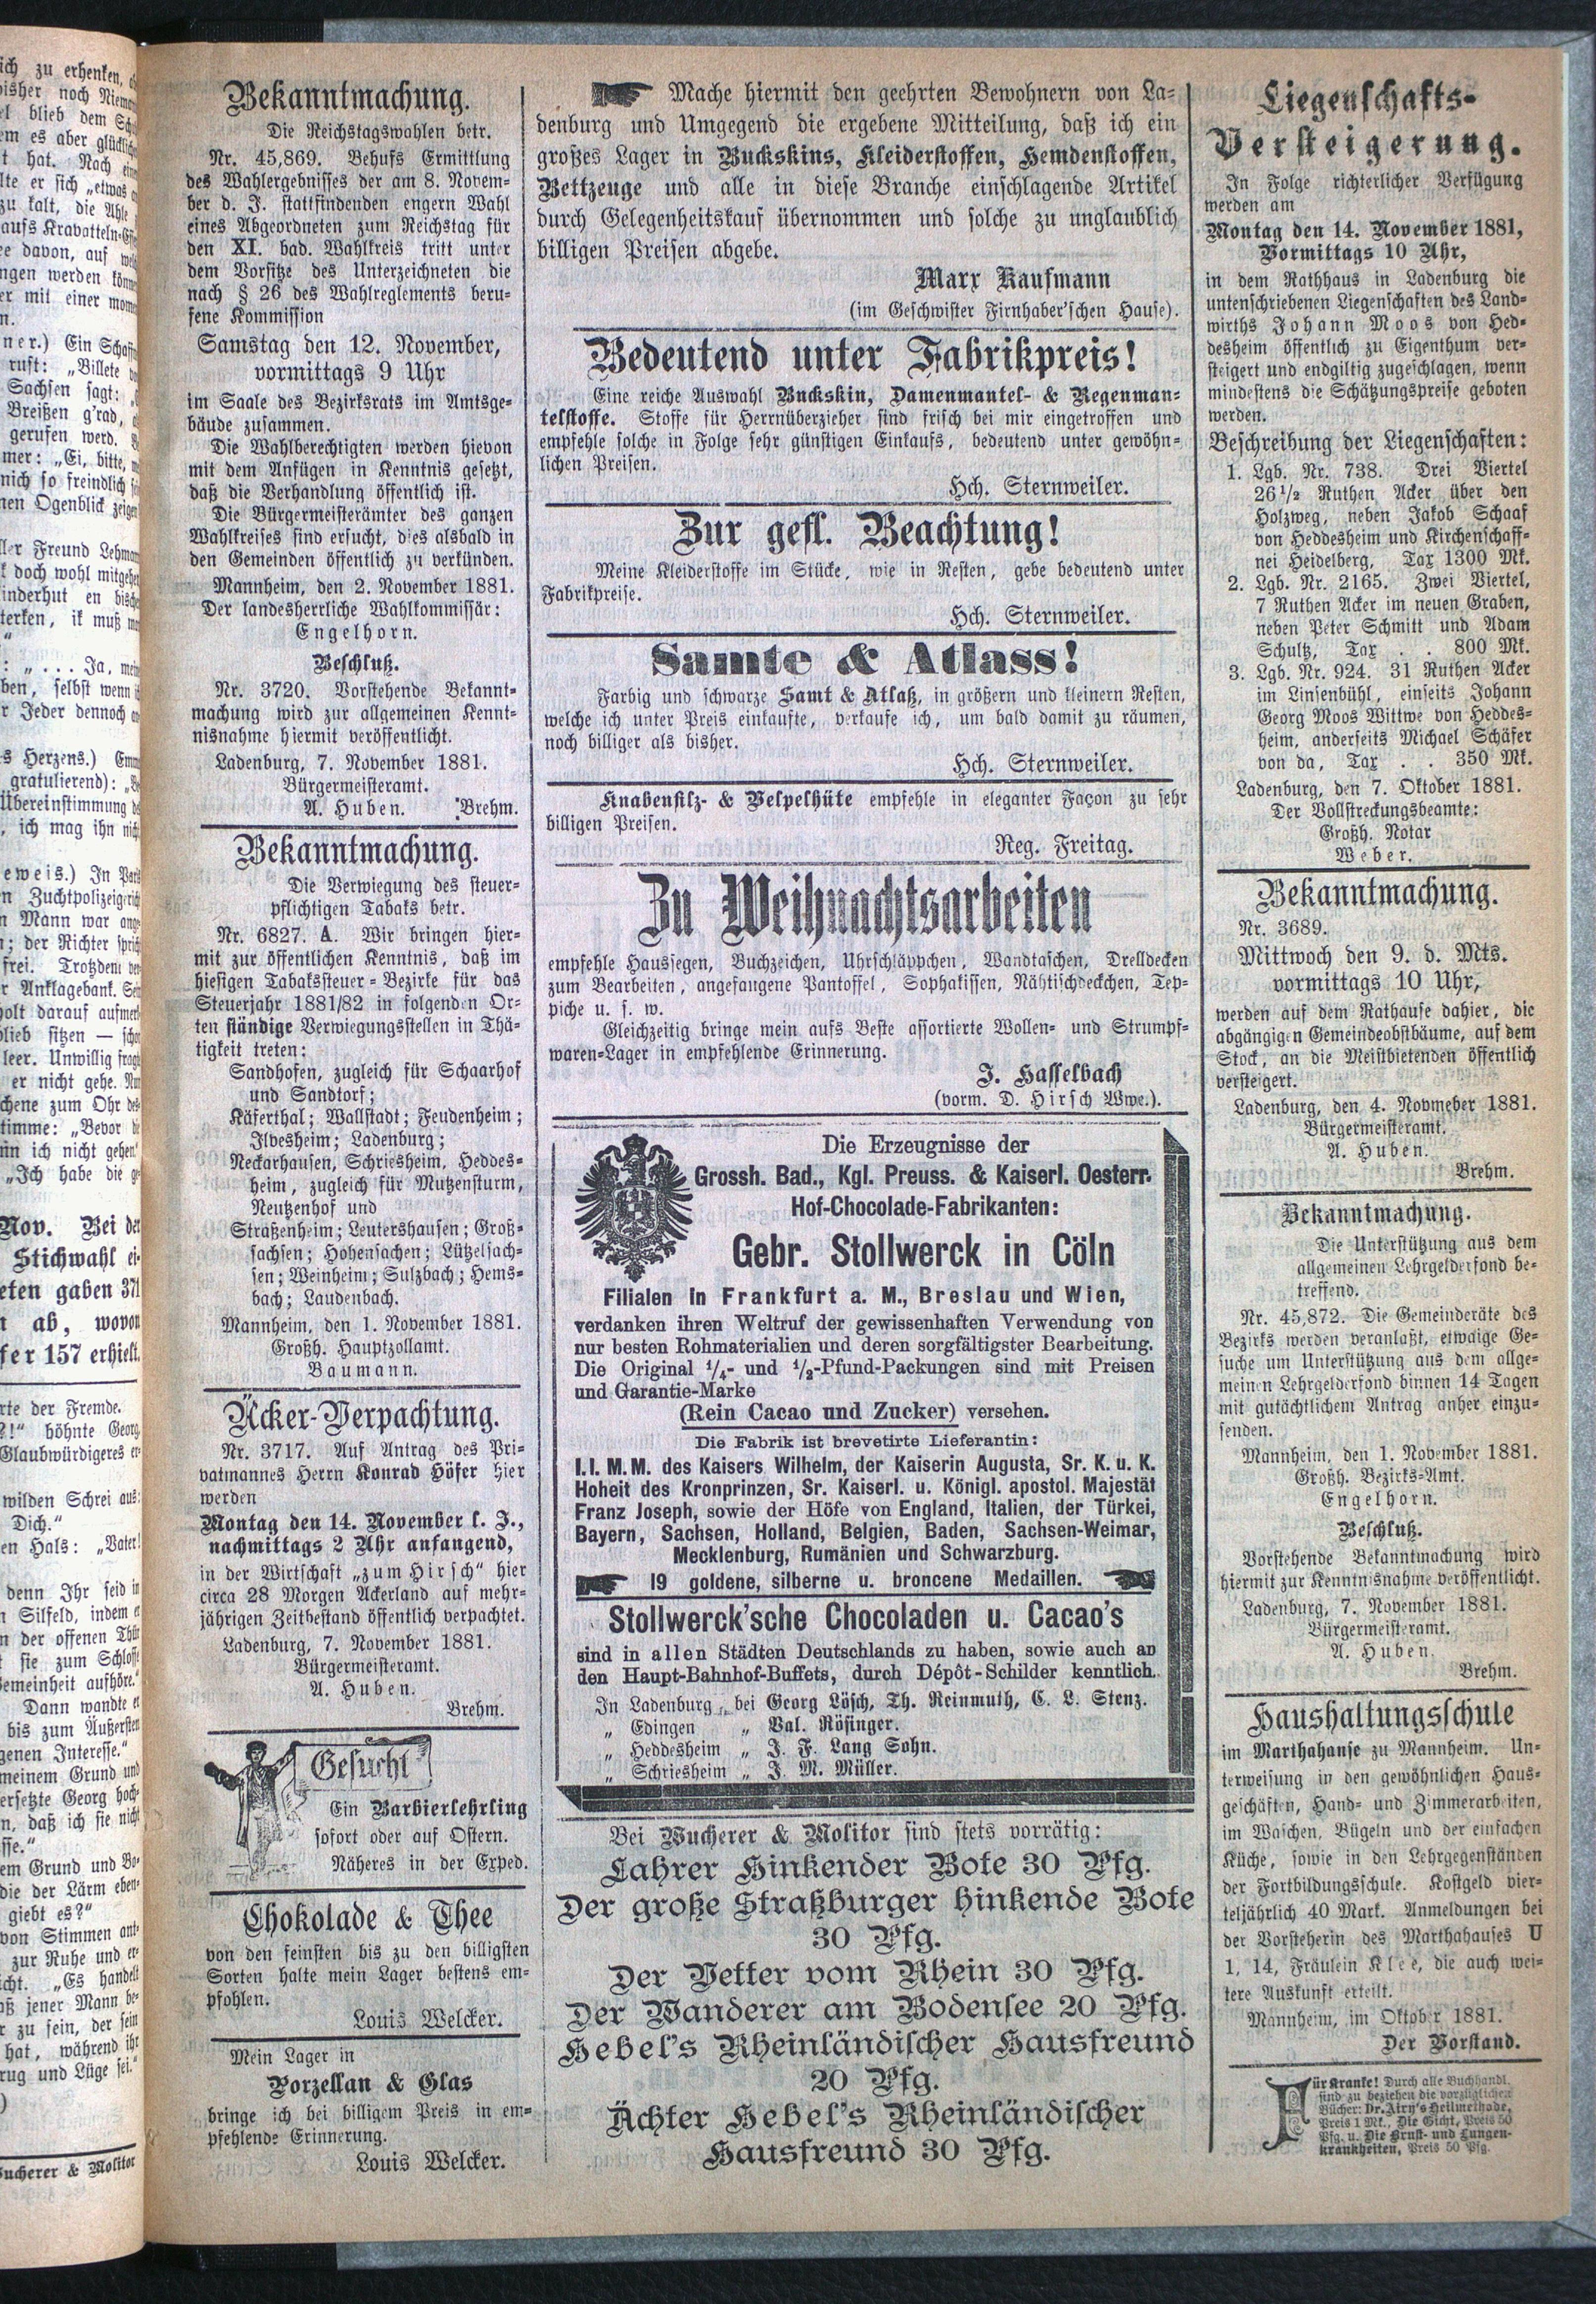 Bekanntmachung.
Die Reichstagswahlen betr.
Nr. 45,869. Behufs Ermittlung
des Wahlergebnisses der am 8. Novem-
ber d. J. stattfindenden engern Wahl
eines Abgeordneten zum Reichstag für
den XI. bad. Wahlkreis tritt unter
dem Vorsitze des Unterzeichneten die
nach § 26 des Wahlreglements beru-
fene Kommission
Samstag den 12. November,
vormittags 9 Uhr
im Saale des Bezirksrats im Amtsge-
bäude zusammen.
Die Wahlberechtigten werden hievon
mit dem Anfügen in Kenntnis gesetzt,
daß die Verhandlung öffentlich ist.
Die Bürgermeisterämter des ganzen
Wahlkreises sind ersucht, dies alsbald in
den Gemeinden öffentlich zu verkünden.
Mannheim, den 2. November 1881.
Der landesherrliche Wahlkommissär:
Engelhorn.
Beschluß.
Nr. 3720. Vorstehende Bekannt-
machung wird zur allgemeinen Kennt-
nisnahme hiermit veröffentlicht.
Ladenburg, 7. November 1881.
Bürgermeisteramt.
A. Huben. Brehm.
Bekanntmachung.
Die Verwiegung des steuer-
pflichtigen Tabaks betr.
Nr. 6827. A. Wir bringen hier-
mit zur öffentlichen Kenntnis, daß im
hiesigen Tabaksteuer-Bezirke für das
Steuerjahr 1881/82 in folgenden Or-
ten ständige Verwiegungsstellen in Thä-
tigkeit treten:
Sandhofen, zugleich für Schaarhof
und Sandtorf;
Käferthal; Wallstadt; Feudenheim;
Ilvesheim; Ladenburg;
Neckarhausen, Schriesheim, Heddes-
heim, zugleich für Mutzensturm,
Neutzenhof und
Straßenheim; Leutershausen; Groß-
sachsen; Hohensachen; Lützelsach-
sen; Weinheim; Sulzbach; Hems-
bach; Laudenbach.
Mannheim, den 1. November 1881.
Großh. Hauptzollamt.
Baumann.
Äcker-Verpachtung.
Nr. 3717. Auf Antrag des Pri-
vatmannes Herrn Konrad Höfer hier
werden
Montag den 14. November l. J.,
nachmittags 2 Uhr anfangend,
in der Wirtschaft „zum Hirsch“ hier
circa 28 Morgen Ackerland auf mehr-
jährigen Zeitbestand öffentlich verpachtet.
Ladenburg, 7. November 1881.
Bürgermeisteramt.
A. Huben.
Brehm.
Gesucht
Ein Barbierlehrling
sofort oder auf Ostern.
Näheres in der Exped.
Chokolade & Thee
von den feinsten bis zu den billigsten
Sorten halte mein Lager bestens em-
pfohlen.
Louis Welcker.
Mein Lager in
Porzellan & Glas
bringe ich bei billigem Preis in em-
pfehlende Erinnerung.
Louis Welcker.
Mache hiermit den geehrten Bewohnern von La-
denburg und Umgegend die ergebene Mitteilung, daß ich ein
großes Lager in Buckskins, Kleiderstoffen, Hemdenstoffen,
Bettzeuge und alle in diese Branche einschlagende Artikel
durch Gelegenheitskauf übernommen und solche zu unglaublich
billigen Preisen abgebe.
Marx Kaufmann
(im Geschwister Firnhaber'schen Hause).
Bedeutend unter Fabrikpreis!
Eine reiche Auswahl Buckskin, Damenmantel- & Regenman-
telstoffe. Stoffe für Herrnüberzieher sind frisch bei mir eingetroffen und
empfehle solche in Folge sehr günstigen Einkaufs, bedeutend unter gewöhn-
lichen Preisen.
Hch. Sternweiler.
Zur gefl. Beachtung!
Meine Kleiderstoffe im Stücke, wie in Resten, gebe bedeutend unter
Fabrikpreise.
Hch. Sternweiler.
Samte & Atlass!
Farbig und schwarze Samt & Atlaß, in größern und kleinern Resten,
welche ich unter Preis einkaufte, verkaufe ich, um bald damit zu räumen,
noch billiger als bisher.
Hch. Sternweiler.
Knabenfilz- & Velpelhüte empfehle in eleganter Façon zu sehr
billigen Preisen.
Reg. Freitag.
Zu Weihnachtsarbeiten
empfehle Haussegen, Buchzeichen, Uhrschläppchen, Wandtaschen, Drelldecken
zum Bearbeiten, angefangene Pantoffel, Sophakissen, Nähtischdeckchen, Tep-
piche u. s. w.
Gleichzeitig bringe mein aufs Beste assortierte Wollen- und Strumpf-
waren-Lager in empfehlende Erinnerung.
J. Hasselbach
(vorm. D. Hirsch Wwe.).
Die Erzeugnisse der
Grossh. Bad., Kgl. Preuss. & Kaiserl. Oesterr.
Hof-Chocolade-Fabrikanten:
Gebr. Stollwerck in Cöln
Filialen in Frankfurt a. M., Breslau und Wien,
verdanken ihren Weltruf der gewissenhaften Verwendung von
nur besten Rohmaterialien und deren sorgfältigster Bearbeitung.
Die Original 1/4- und 1/2-Pfund-Packungen sind mit Preisen
und Garantie-Marke
(Rein Cacao und Zucker) versehen.
Die Fabrik ist brevetirte Lieferantin:
I.I. M.M. des Kaisers Wilhelm, der Kaiserin Augusta, Sr. K. u. K.
Hoheit des Kronprinzen, Sr. Kaiserl. u. Königl. apostol. Majestät
Franz Joseph, sowie der Höfe von England, Italien, der Türkei,
Bayern, Sachsen, Holland, Belgien, Baden, Sachsen-Weimar,
Mecklenburg, Rumänien und Schwarzburg.
19 goldene, silberne u. broncene Medaillen.
Stollwerck'sche Chocoladen u. Cacao's
sind in allen Städten Deutschlands zu haben, sowie auch an
den Haupt-Bahnhof-Buffets, durch Dépôt-Schilder kenntlich.
In Ladenburg bei Georg Lösch, Th. Reinmuth, C. L. Stenz.
„ Edingen „ Val. Rösinger.
„ Heddesheim „ J. F. Lang Sohn.
„ Schriesheim „ J. M. Müller.
Bei Wucherer & Molitor sind stets vorrätig:
Lahrer Hinkender Bote 30 Pfg.
Der große Straßburger hinkende Bote
30 Pfg.
Der Vetter vom Rhein 30 Pfg.
Der Wanderer am Bodensee 20 Pfg.
Hebel's Rheinländischer Hausfreund
20 Pfg.
Ächter Hebel's Rheinländischer
Hausfreund 30 Pfg.
Liegenschafts-
Versteigerung.
In Folge richterlicher Verfügung
werden am
Montag den 14. November 1881,
Vormittags 10 Uhr,
in dem Rathhaus in Ladenburg die
untenschriebenen Liegenschaften des Land-
wirths Johann Moos von Hed-
desheim öffentlich zu Eigenthum ver-
steigert und endgiltig zugeschlagen, wenn
mindestens die Schätzungspreise geboten
werden.
Beschreibung der Liegenschaften:
1. Lgb. Nr. 738. Drei Viertel
26 1/2 Ruthen Acker über den
Holzweg, neben Jakob Schaaf
von Heddesheim und Kirchenschaff-
nei Heidelberg, Tax 1300 Mk.
2. Lgb. Nr. 2165. Zwei Viertel,
7 Ruthen Acker im neuen Graben,
neben Peter Schmitt und Adam
Schultz, Tax . . 800 Mk.
3. Lgb. Nr. 924. 31 Ruthen Acker
im Linsenbühl, einseits Johann
Georg Moos Wittwe von Heddes-
heim, anderseits Michael Schäfer
von da, Tax . . 350 Mk.
Ladenburg, den 7. Oktober 1881.
Der Vollstreckungsbeamte:
Großh. Notar
Weber.
Bekanntmachung.
Nr. 3689.
Mittwoch den 9. d. Mts.
vormittags 10 Uhr,
werden auf dem Rathause dahier, die
abgängigen Gemeindeobstbäume, auf dem
Stock, an die Meistbietenden öffentlich
versteigert.
Ladenburg, den 4. Novmeber 1881.
Bürgermeisteramt.
A. Huben.
Brehm.
Bekanntmachung.
Die Unterstützung aus dem
allgemeinen Lehrgelderfond be-
treffend.
Nr. 45,872. Die Gemeinderäte des
Bezirks werden veranlaßt, etwaige Ge-
suche um Unterstützung aus dem allge-
meinen Lehrgelderfond binnen 14 Tagen
mit gutächtlichem Antrag anher einzu-
senden.
Mannheim, den 1. November 1881.
Großh. Bezirks-Amt.
Engelhorn.
Beschluß.
Vorstehende Bekanntmachung wird
hiermit zur Kenntnisnahme veröffentlicht.
Ladenburg, 7. November 1881.
Bürgermeisteramt.
A. Huben.
Brehm.
Haushaltungsschule
im Marthahause zu Mannheim. Un-
terweisung in den gewöhnlichen Haus-
geschäften, Hand- und Zimmerarbeiten,
im Waschen, Bügeln und der einfachen
Küche, sowie in den Lehrgegenständen
der Fortbildungsschule. Kostgeld vier-
teljährlich 40 Mark. Anmeldungen bei
der Vorsteherin des Marthahauses U
1, 14, Fräulein Klee, die auch wei-
tere Auskunft erteilt.
Mannheim, im Oktober 1881.
Der Vorstand.
Für Kranke! Durch alle Buchhandl.
sind zu beziehen die vorzüglichen
Bücher: Dr. Airy's Heilmethode,
Preis 1 Mk., Die Gicht, Preis 50
Pfg. u. Die Brust- und Lungen-
krankheiten, Preis 50 Pfg.